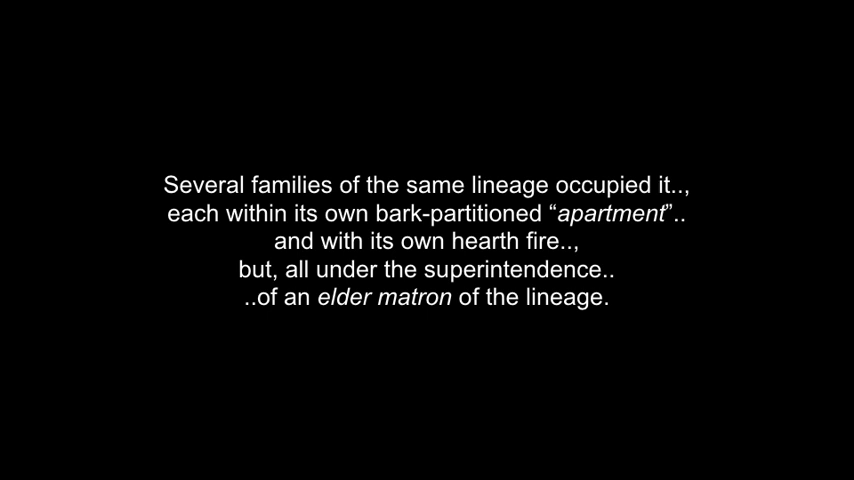 Several families of the same lineage occupied it..,
each within its own bark-partitioned “apartment”..
and with its own hearth fire..,
but, all under the superintendence..
..of an elder matron of the lineage.